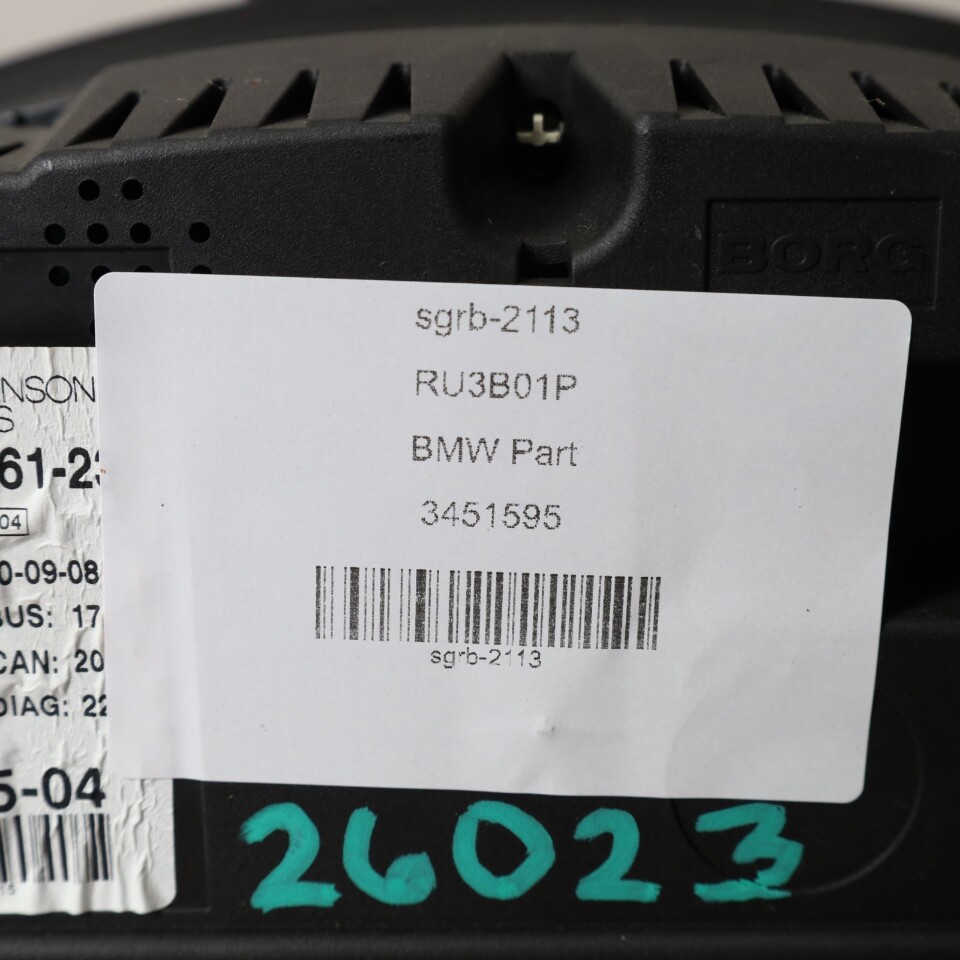 BORG
sgrb-2113
RU3B01P
BMW Part
3451595
sgrb-2113
NSON
S
61-23
04
0-09-08
BUS: 17
CAN: 20
DIAG: 22
5-04
26023